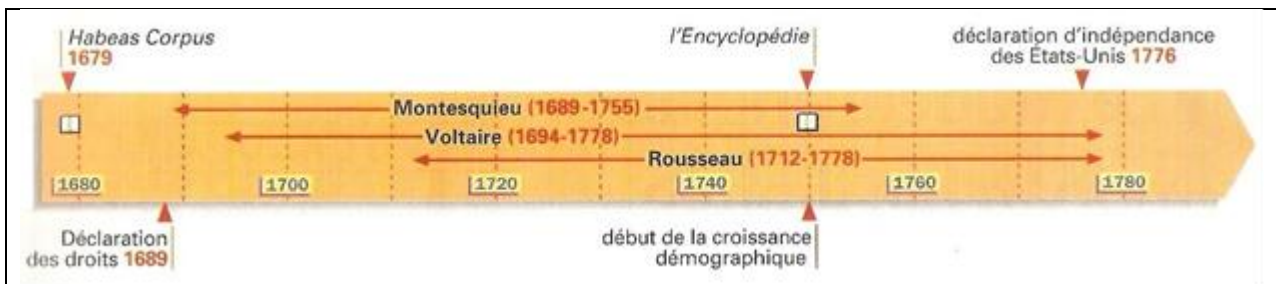 Habeas Corpus
1679
l'Encyclopédie
déclaration d'indépendance
des États-Unis 1776
Montesquieu (1689-1755)
Voltaire (1694-1778)
Rousseau (1712-1778)
1680
1700
1720
1740
1760
1780
Déclaration
des droits 1689
début de la croissance
démographique